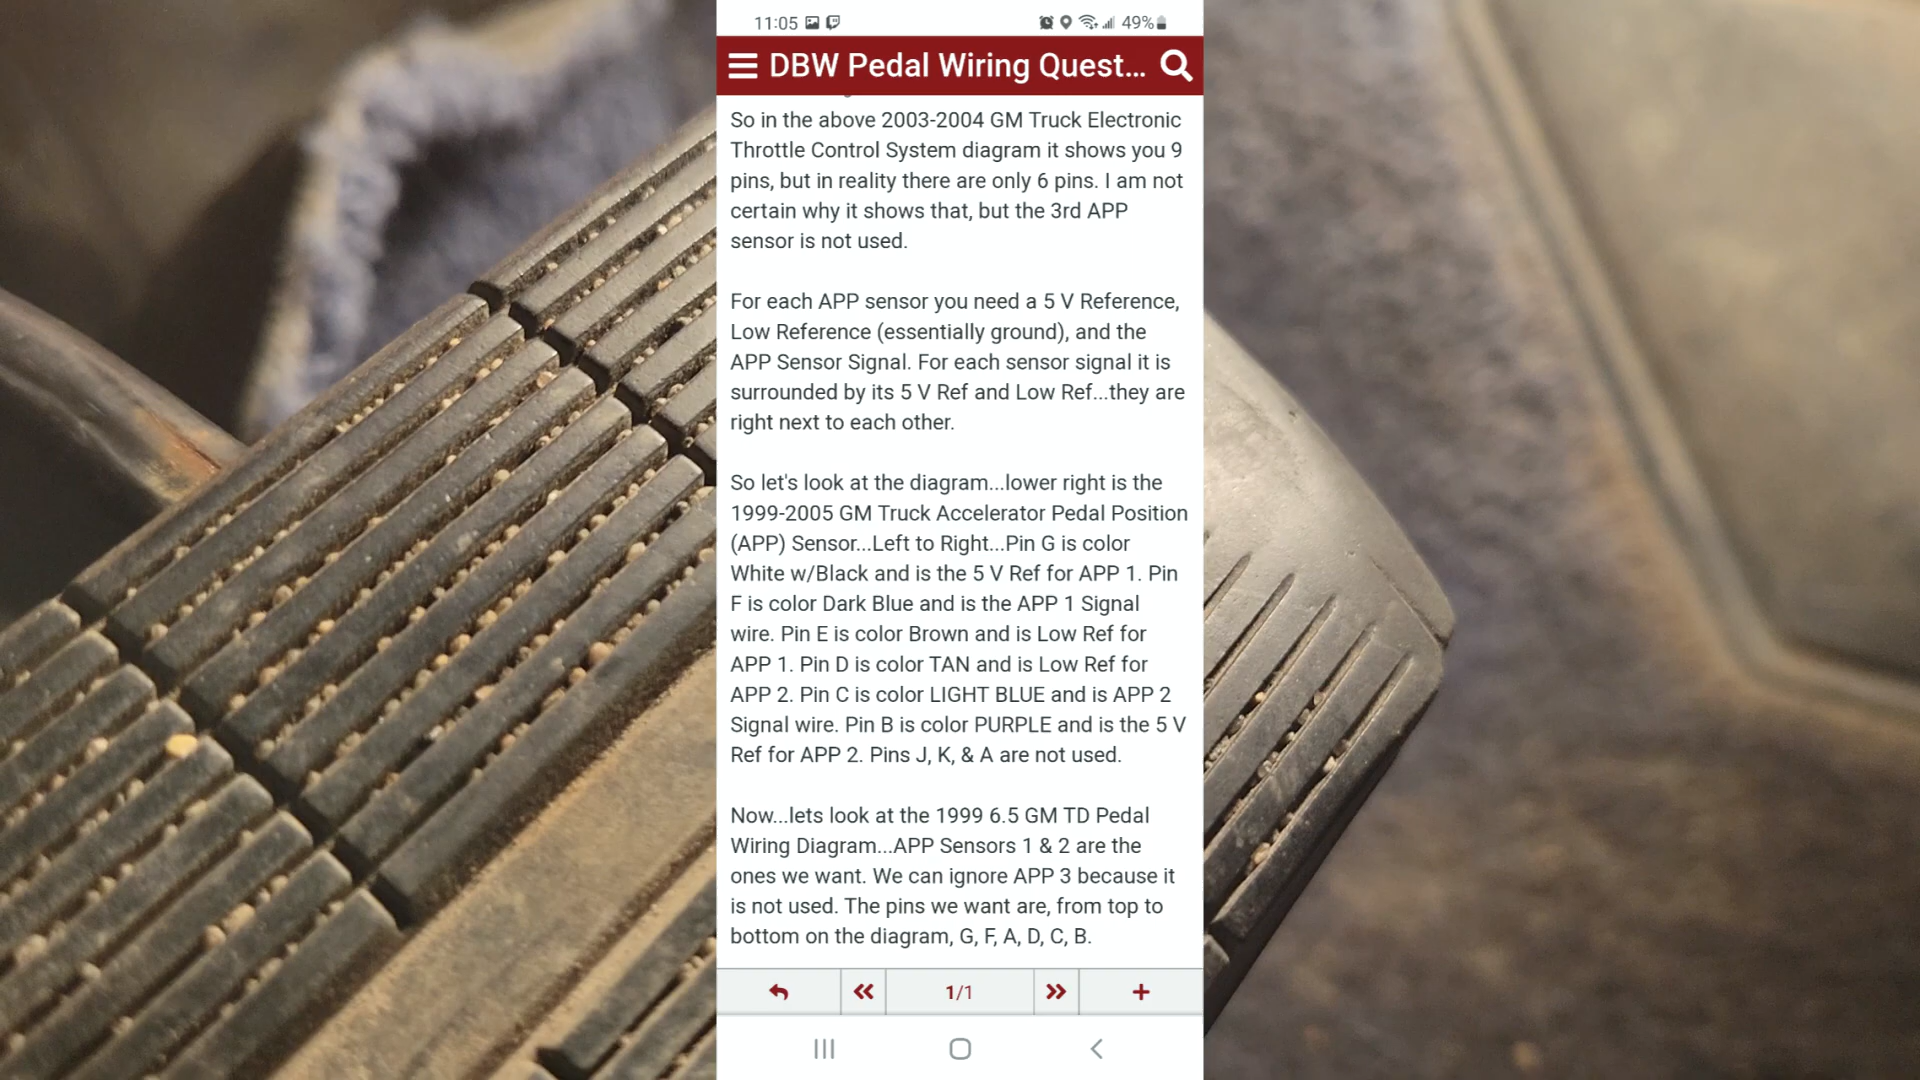 11:05
49%
DBW Pedal Wiring Quest...
So in the above 2003-2004 GM Truck Electronic
Throttle Control System diagram it shows you 9
pins, but in reality there are only 6 pins. I am not
certain why it shows that, but the 3rd APP
sensor is not used.
For each APP sensor you need a 5 V Reference,
Low Reference (essentially ground), and the
APP Sensor Signal. For each sensor signal it is
surrounded by its 5 V Ref and Low Ref...they are
right next to each other.
So let's look at the diagram...lower right is the
1999-2005 GM Truck Accelerator Pedal Position
(APP) Sensor...Left to Right...Pin G is color
White w/Black and is the 5 V Ref for APP 1. Pin
F is color Dark Blue and is the APP 1 Signal
wire. Pin E is color Brown and is Low Ref for
APP 1. Pin D is color TAN and is Low Ref for
APP 2. Pin C is color LIGHT BLUE and is APP 2
Signal wire. Pin B is color PURPLE and is the 5 V
Ref for APP 2. Pins J, K, & A are not used.
Now...lets look at the 1999 6.5 GM TD Pedal
Wiring Diagram...APP Sensors 1 & 2 are the
ones we want. We can ignore APP 3 because it
is not used. The pins we want are, from top to
bottom on the diagram, G, F, A, D, C, B.
1/1